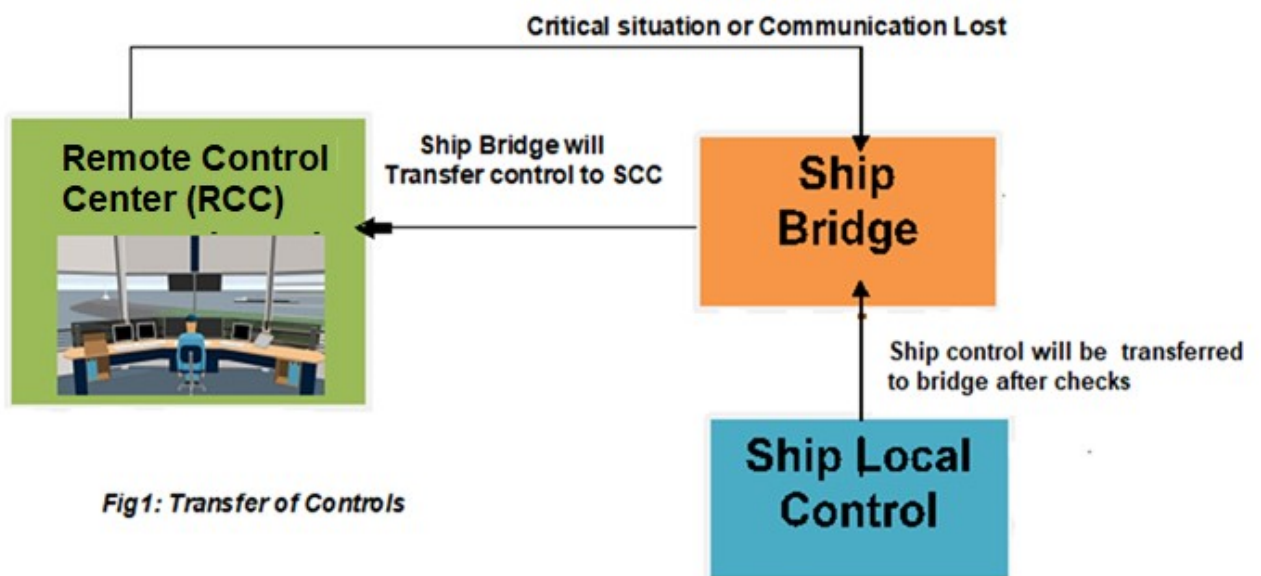 Critical situation or Communication Lost
Remote Control
Center (RCC)
Ship Bridge will
Transfer control to SCC
Ship
Bridge
Ship control will be transferred
to bridge after checks
Ship Local
Control
Fig1: Transfer of Controls